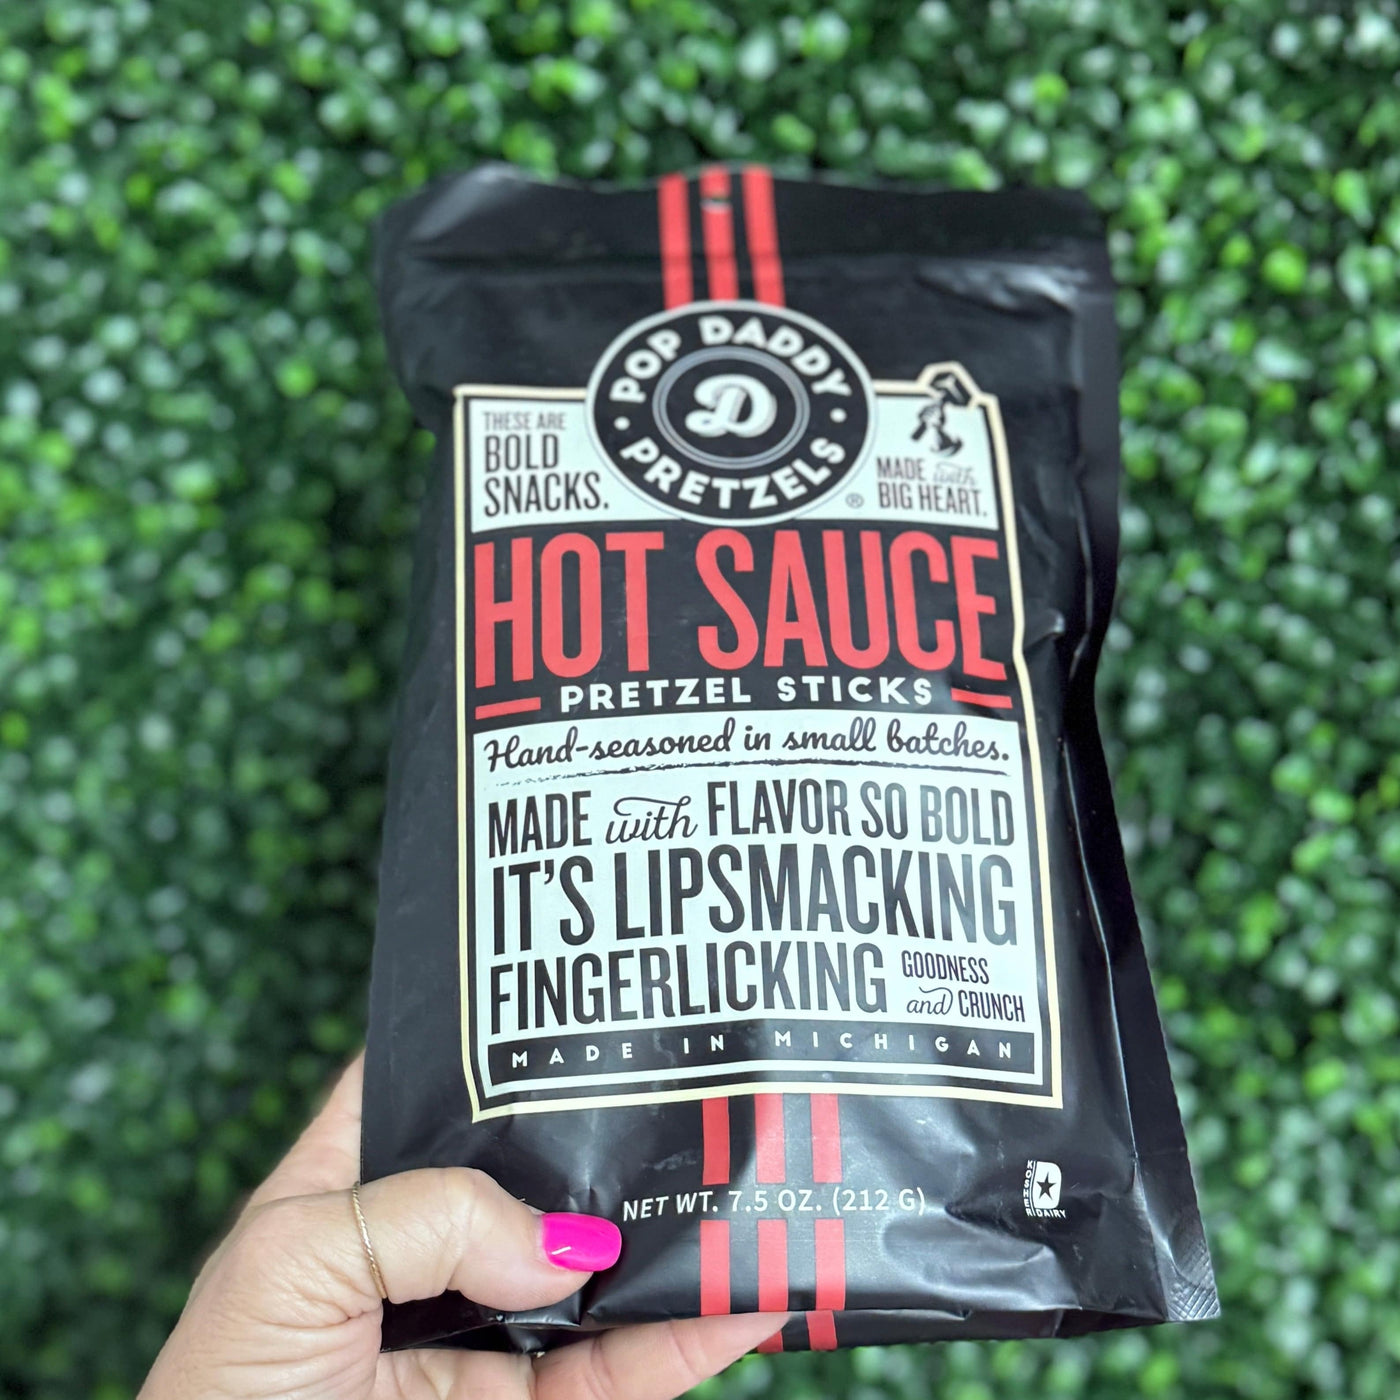 POP DADDY
D
PRETZELS
®
THESE ARE
BOLD
SNACKS.
MADE with
BIG HEART.
HOT SAUCE
PRETZEL STICKS
Hand-seasoned in small batches.
MADE with FLAVOR SO BOLD
IT'S LIPSMACKING
FINGERLICKING GOODNESS
and CRUNCH
MADE IN MICHIGAN
NET WT. 7.5 OZ. (212 G)
KOSHER
D
DAIRY